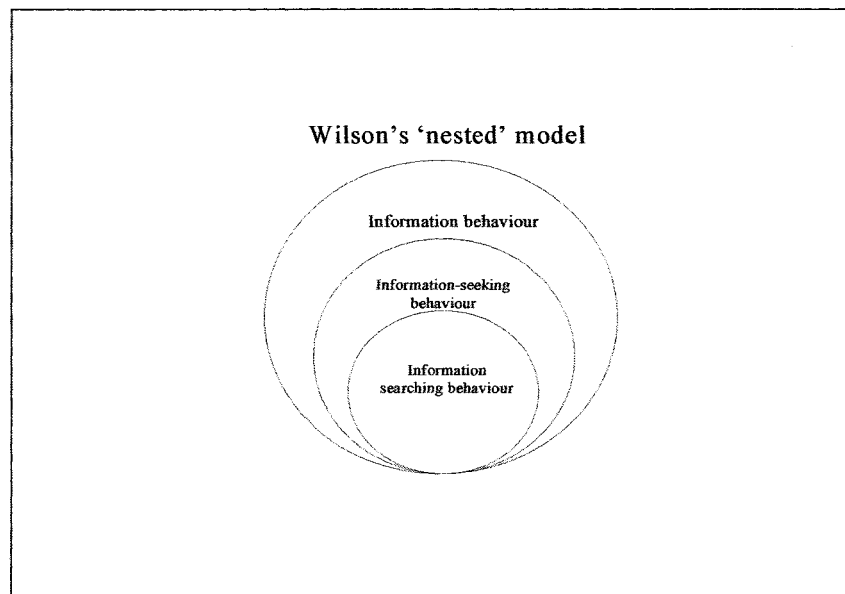 Wilson's 'nested' model
Information behaviour
Information-seeking
behaviour
Information
searching behaviour